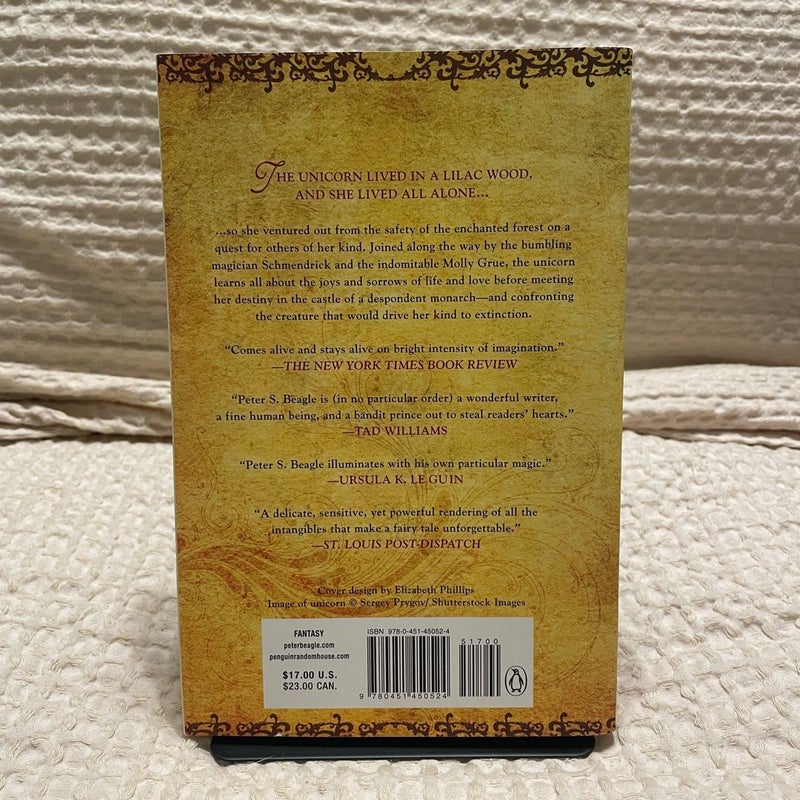 THE UNICORN LIVED IN A LILAC WOOD,
AND SHE LIVED ALL ALONE...
...so she ventured out from the safety of the enchanted forest on a
quest for others of her kind. Joined along the way by the bumbling
magician Schmendrick and the indomitable Molly Grue, the unicorn
learns all about the joys and sorrows of life and love before meeting
her destiny in the castle of a despondent monarch—and confronting
the creature that would drive her kind to extinction.
“Comes alive and stays alive on bright intensity of imagination.”
—THE NEW YORK TIMES BOOK REVIEW
“Peter S. Beagle is (in no particular order) a wonderful writer,
a fine human being, and a bandit prince out to steal readers’ hearts.”
—TAD WILLIAMS
“Peter S. Beagle illuminates with his own particular magic.”
—URSULA K. LE GUIN
“A delicate, sensitive, yet powerful rendering of all the
intangibles that make a fairy tale unforgettable.”
—ST. LOUIS POST-DISPATCH
Cover design by Elizabeth Phillips
Image of unicorn © Sergey Prygov/ Shutterstock Images
FANTASY
peterbeagle.com
penguinrandomhouse.com
$17.00 U.S.
$23.00 CAN.
ISBN 978-0-451-45052-4
51700
9 780451 450524